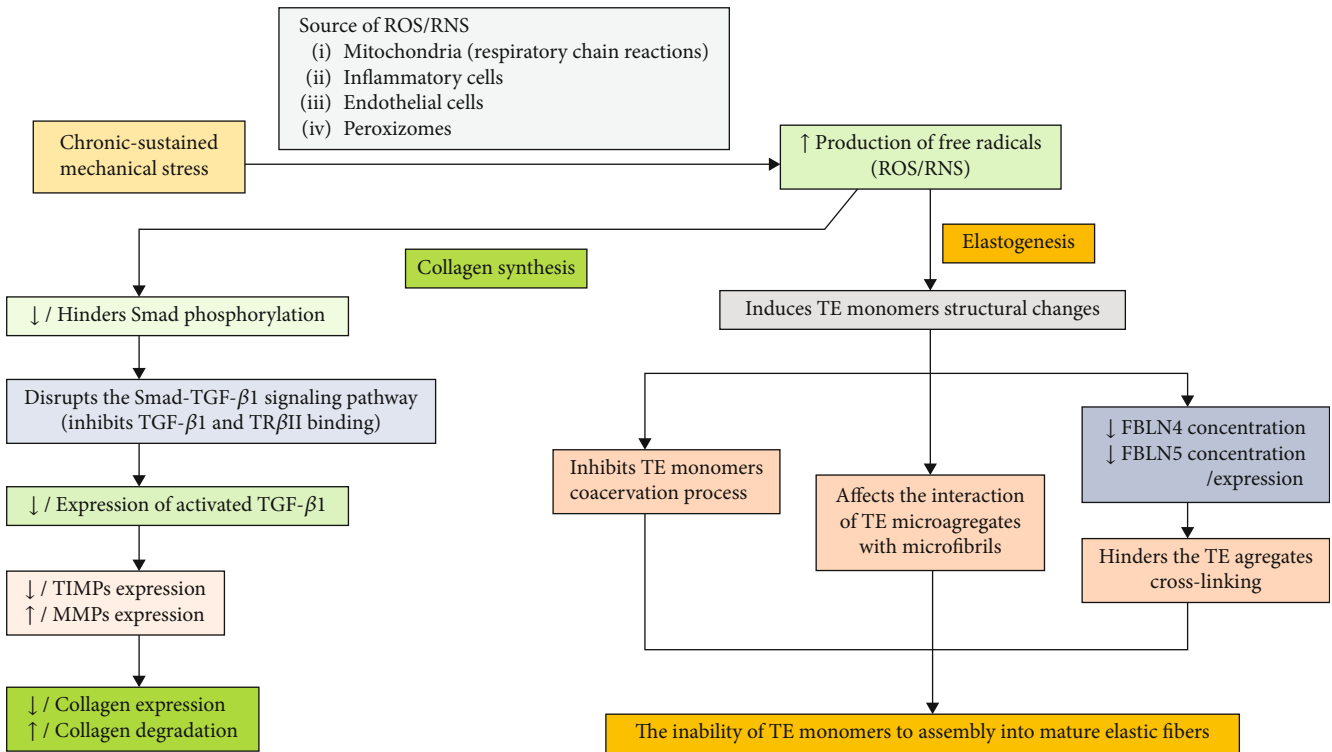 Source of ROS/RNS
(i) Mitochondria (respiratory chain reactions)
(ii) Inflammatory cells
(iii) Endothelial cells
(iv) Peroxizomes
Chronic-sustained
mechanical stress
↑ Production of free radicals
(ROS/RNS)
Collagen synthesis
Elastogenesis
↓ / Hinders Smad phosphorylation
Disrupts the Smad-TGF-β1 signaling pathway
(inhibits TGF-β1 and TRβII binding)
↓ / Expression of activated TGF-β1
↓ / TIMPs expression
↑ / MMPs expression
↓ / Collagen expression
↑ / Collagen degradation
Induces TE monomers structural changes
Inhibits TE monomers
coacervation process
Affects the interaction
of TE microagregates
with microfibrils
↓ FBLN4 concentration
↓ FBLN5 concentration
/expression
Hinders the TE agregates
cross-linking
The inability of TE monomers to assembly into mature elastic fibers